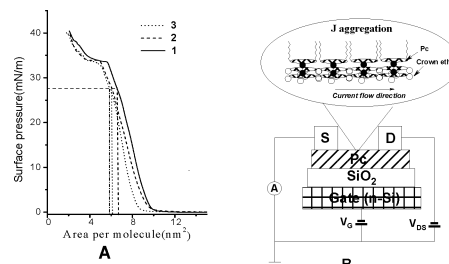 3
2
1
40
30
20
10
0
0
4
8
12
16
Surface pressure(mN/m)
Area per molecule(nm²)
A
J aggregation
Pc
Crown eth
Current flow direction
S
D
Pc
SiO₂
Gate (n-Si)
A
V_G
V_DS